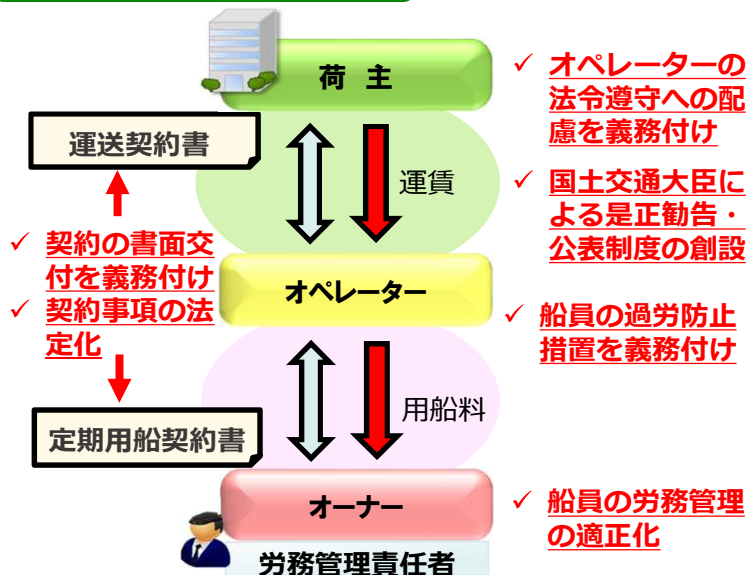 荷 主
運送契約書
運賃
✓ オペレーターの
法令遵守への配
慮を義務付け
✓ 国土交通大臣に
よる是正勧告・
公表制度の創設
✓ 契約の書面交
付を義務付け
✓ 契約事項の法
定化
オペレーター
✓ 船員の過労防止
措置を義務付け
用船料
定期用船契約書
オーナー
労務管理責任者
✓ 船員の労務管理
の適正化